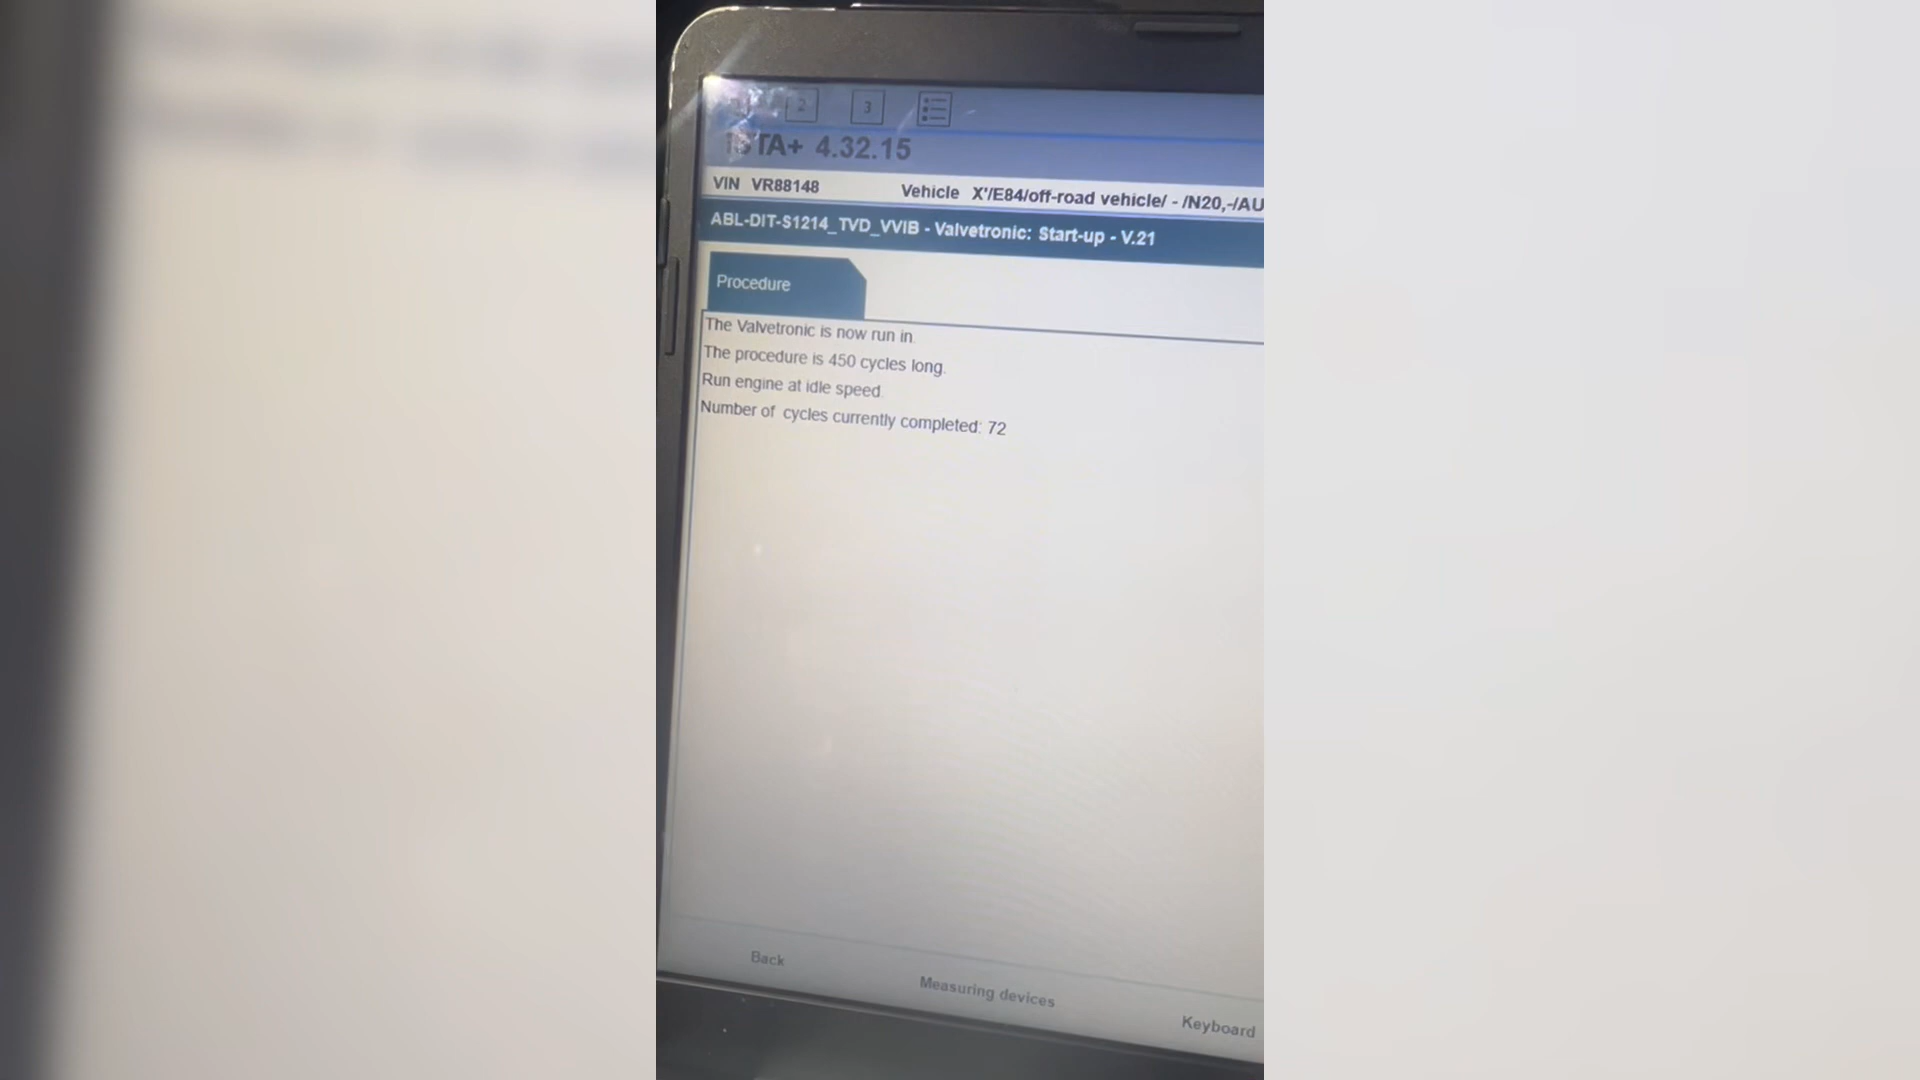 2 3
ISTA+ 4.32.15
VIN VR88148 Vehicle X'/E84/off-road vehicle/ - /N20,-/AU
ABL-DIT-S1214_TVD_VVIB - Valvetronic: Start-up - V.21
Procedure
The Valvetronic is now run in.
The procedure is 450 cycles long.
Run engine at idle speed.
Number of cycles currently completed: 72
Back Measuring devices Keyboard